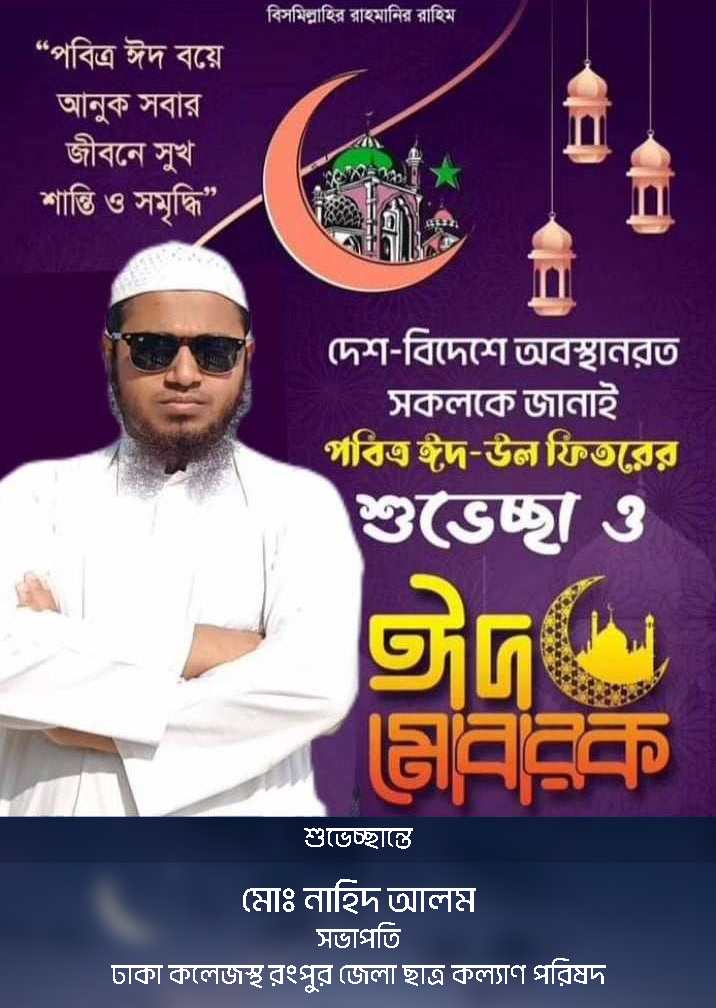 বিসমিল্লাহির রাহমানির রাহিম
“পবিত্র ঈদ বয়ে
আনুক সবার
জীবনে সুখ
শান্তি ও সমৃদ্ধি”
দেশ-বিদেশে অবস্থানরত
সকলকে জানাই
পবিত্র ঈদ-উল ফিতরের
শুভেচ্ছা ও
ঈদ
মোবারক
শুভেচ্ছান্তে
মোঃ নাহিদ আলম
সভাপতি
ঢাকা কলেজস্থ রংপুর জেলা ছাত্র কল্যাণ পরিষদ